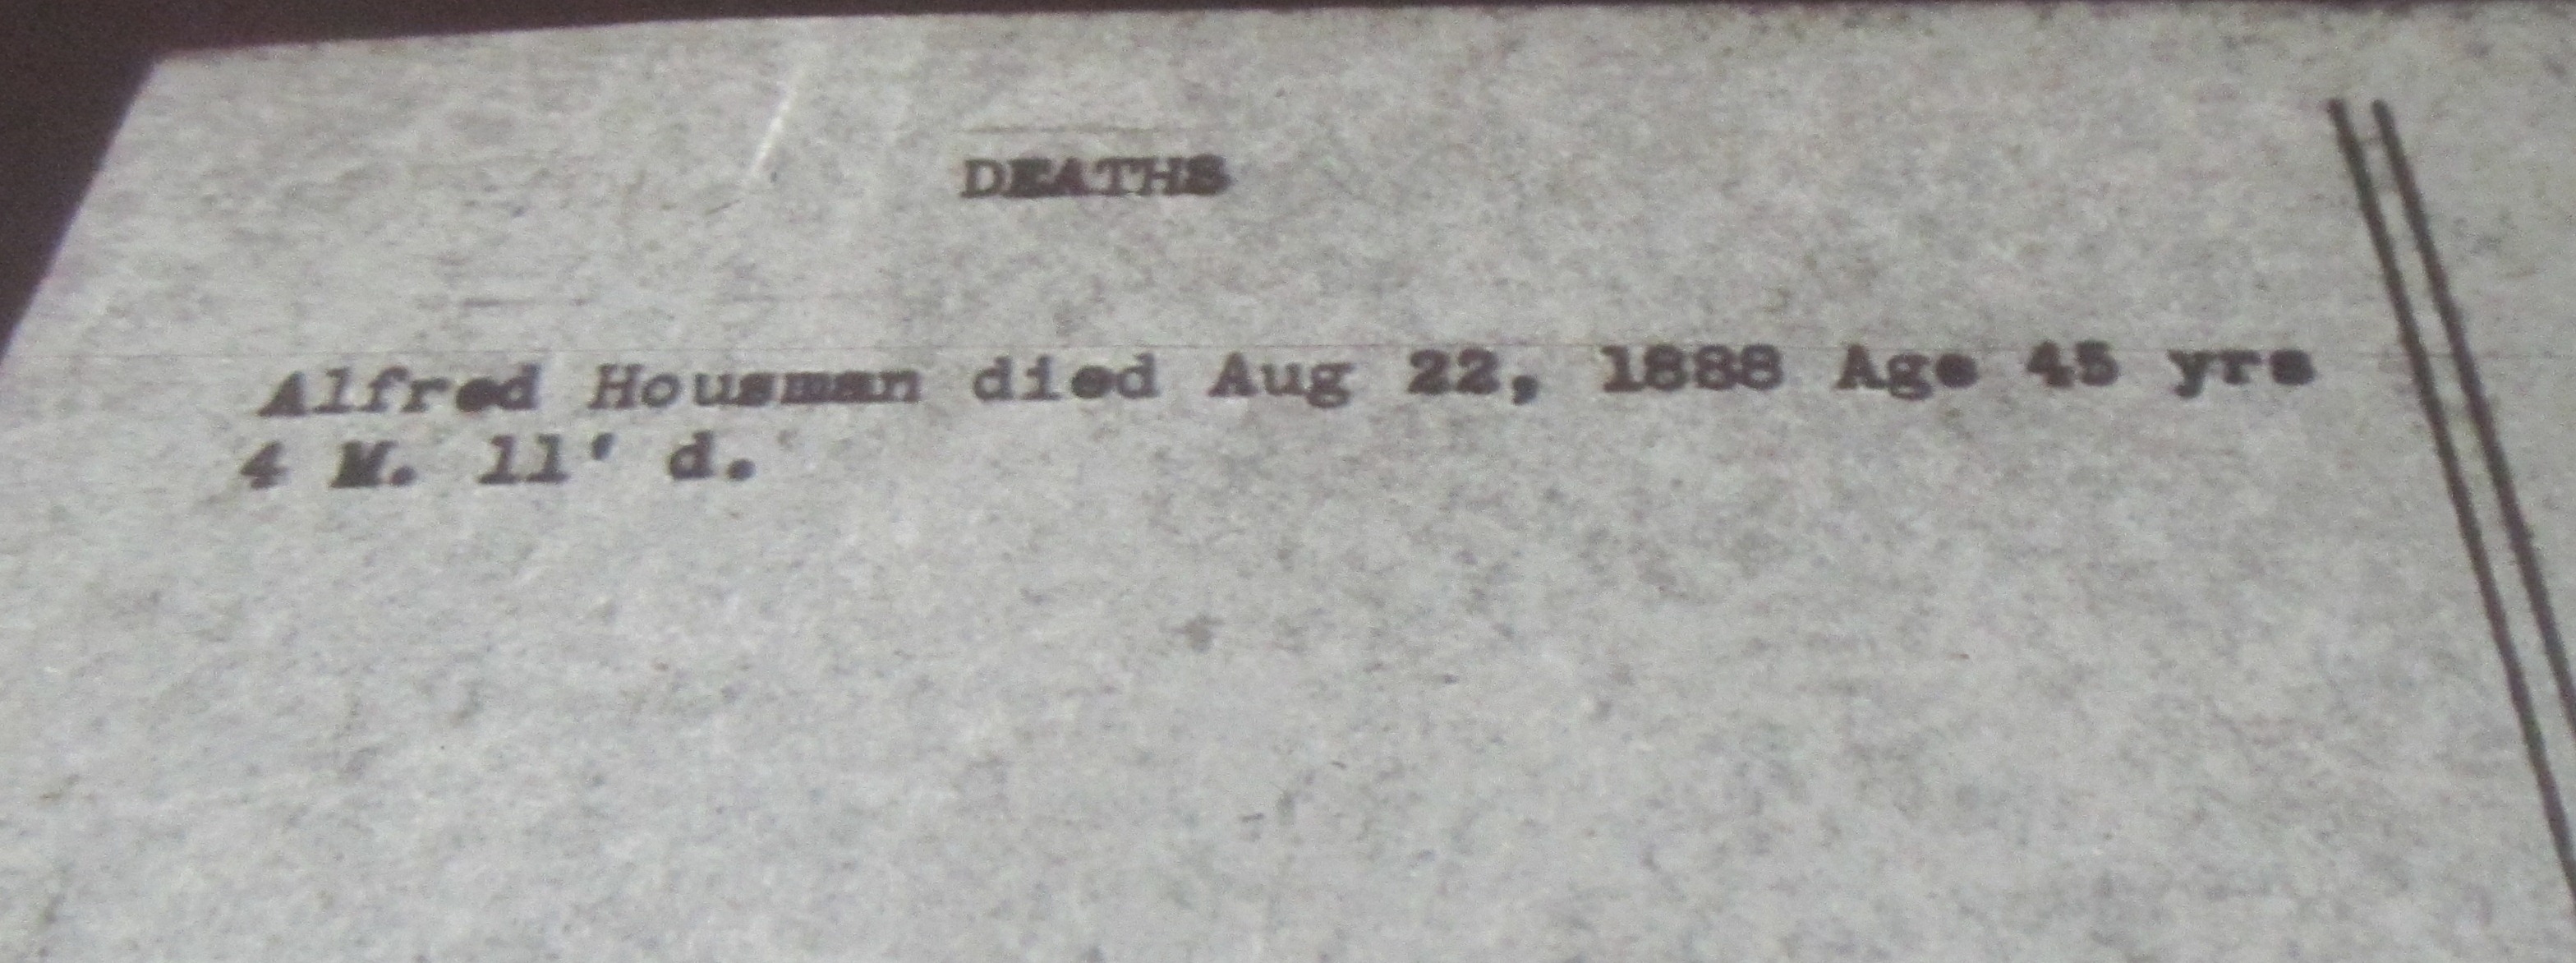 DEATHS
Alfred Housman died Aug 22, 1888 Age 45 yrs
4 M. 11' d.